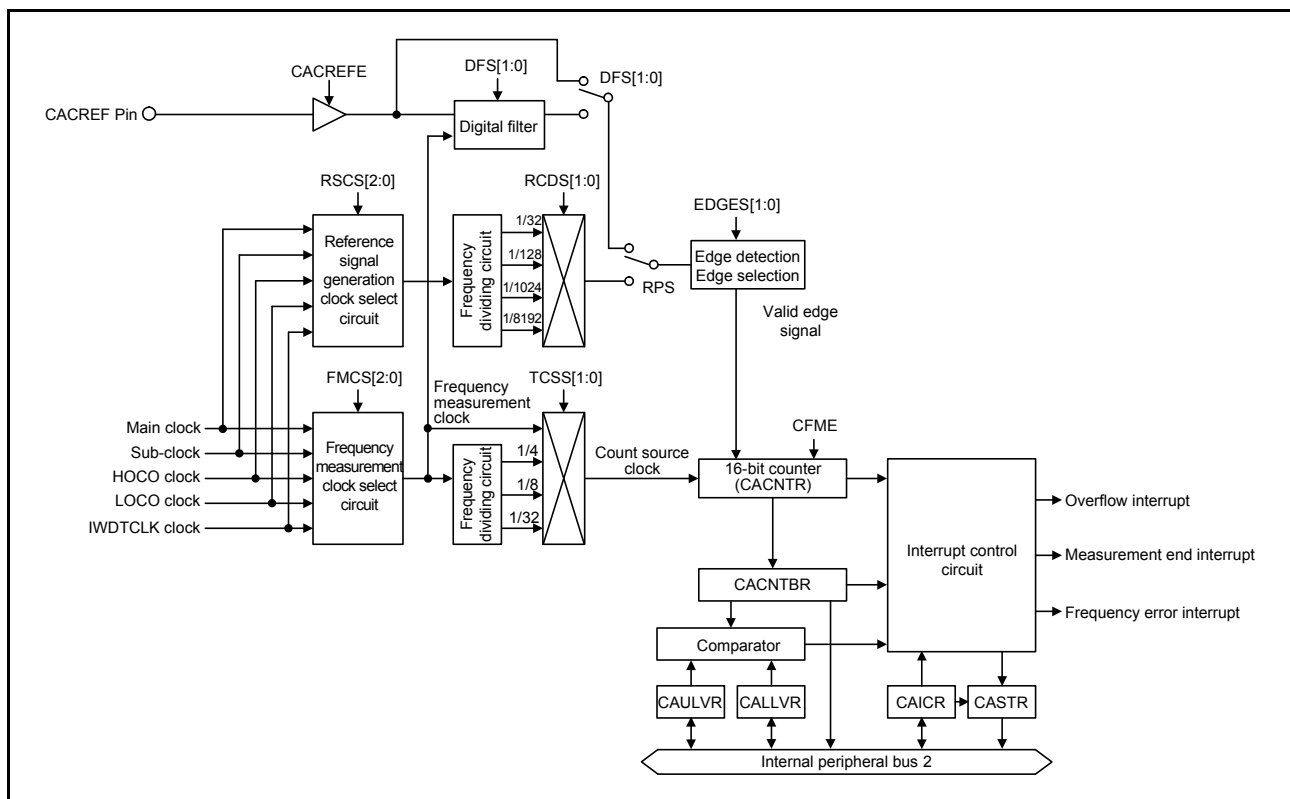 CACREFE
DFS[1:0]
DFS[1:0]
CACREF Pin
Digital filter
RSCS[2:0]
RCDS[1:0]
EDGES[1:0]
Reference
signal
generation
clock select
circuit
Frequency
dividing circuit
1/32
1/128
1/1024
1/8192
RPS
Edge detection
Edge selection
Valid edge
signal
FMCS[2:0]
Frequency
measurement
clock
TCSS[1:0]
Main clock
Sub-clock
HOCO clock
LOCO clock
IWDTCLK clock
Frequency
measurement
clock select
circuit
Frequency
dividing circuit
1/4
1/8
1/32
Count source
clock
CFME
16-bit counter
(CACNTR)
Interrupt control
circuit
Overflow interrupt
Measurement end interrupt
Frequency error interrupt
CACNTBR
Comparator
CAULVR
CALLVR
CAICR
CASTR
Internal peripheral bus 2